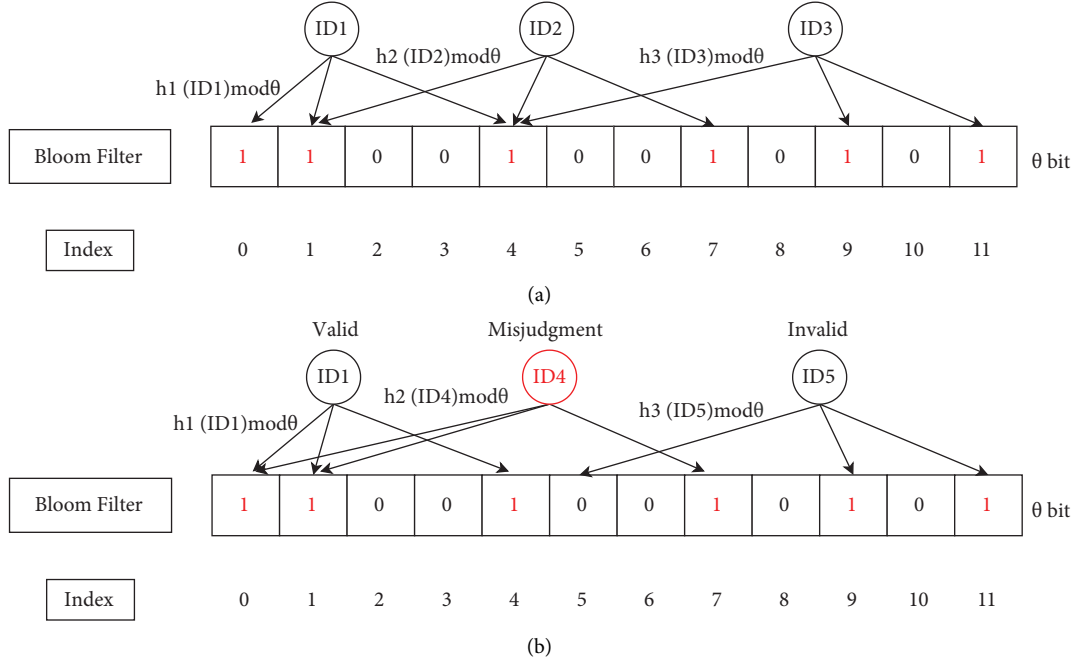 ID1 ID2 ID3
h1 (ID1)modθ h2 (ID2)modθ h3 (ID3)modθ
Bloom Filter 1 1 0 0 1 0 0 1 0 1 0 1 θ bit
Index 0 1 2 3 4 5 6 7 8 9 10 11
(a)
Valid Misjudgment Invalid
ID1 ID4 ID5
h1 (ID1)modθ h2 (ID4)modθ h3 (ID5)modθ
Bloom Filter 1 1 0 0 1 0 0 1 0 1 0 1 θ bit
Index 0 1 2 3 4 5 6 7 8 9 10 11
(b)